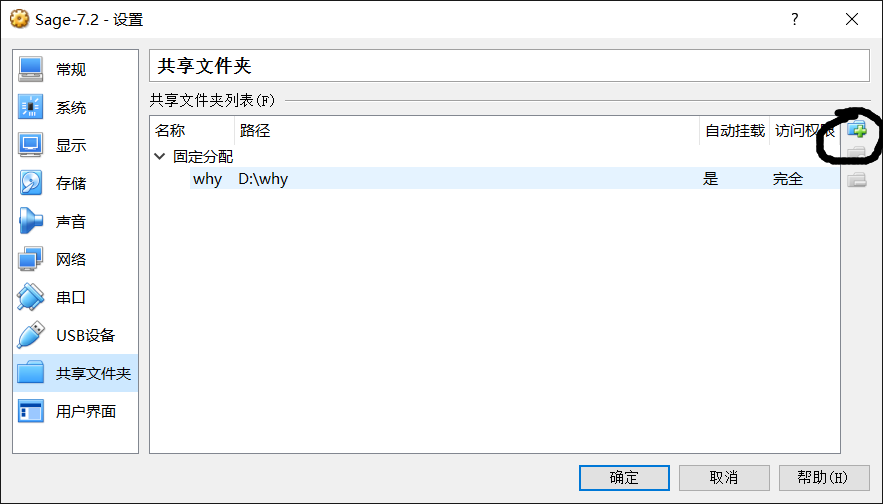 Sage-7.2 - 设置
?
常规
系统
显示
存储
声音
网络
串口
USB设备
共享文件夹
用户界面
共享文件夹
共享文件夹列表(F)
名称 路径 自动挂载 访问权限
固定分配
why D:\why 是 完全
确定 取消 帮助(H)